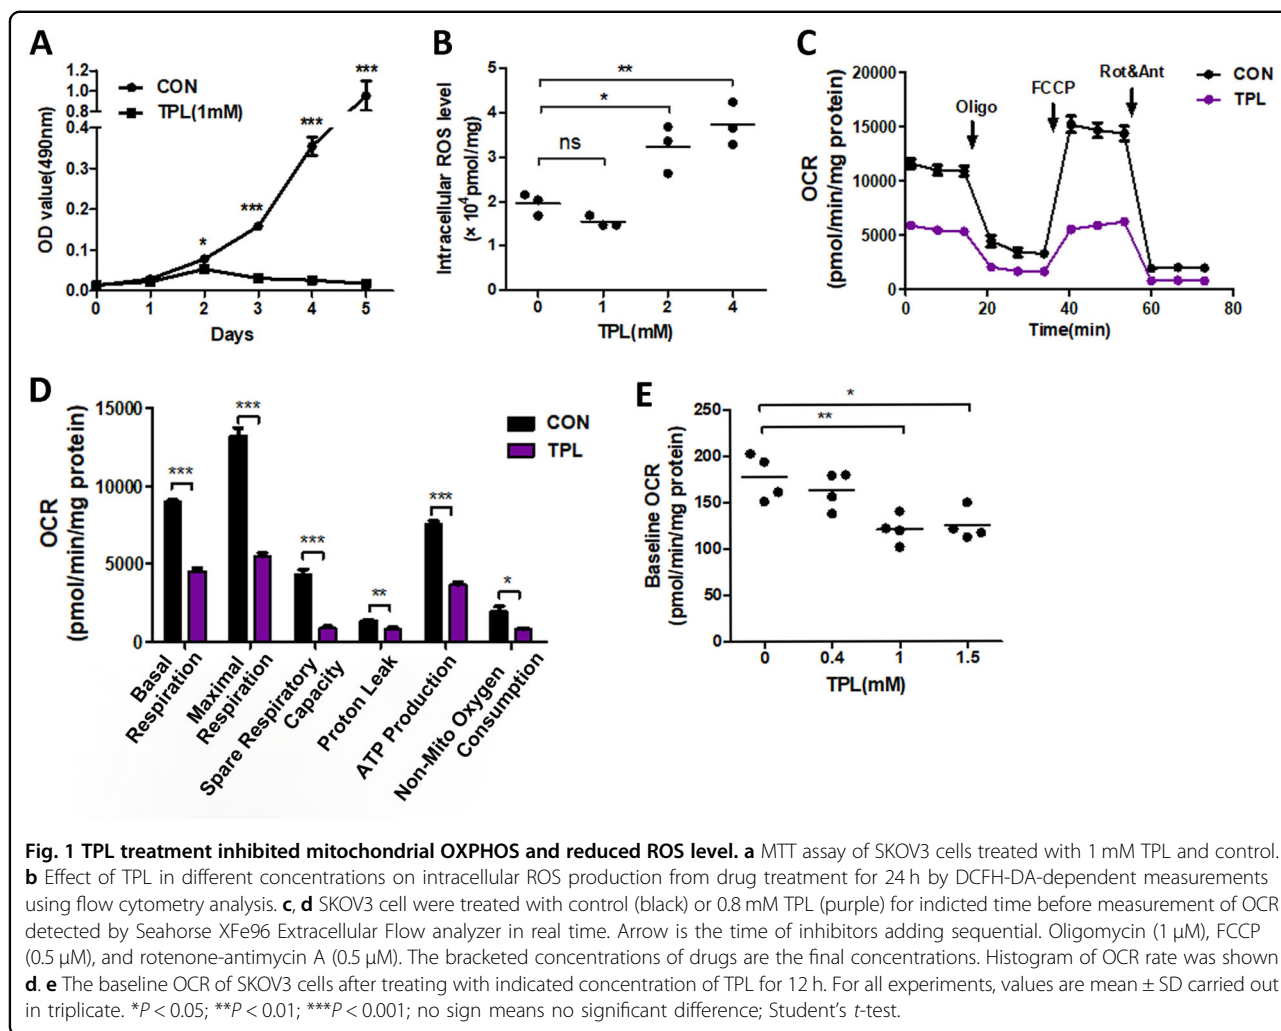 A
CON
TPL(1mM)
***
***
***
*
OD value(490nm)
1.0
0.8
0.6
0.4
0.3
0.2
0.1
0.0
0 1 2 3 4 5
Days
B
**
*
ns
Intracellular ROS level
(× 10⁴pmol/mg)
5
4
3
2
1
0
0 1 2 4
TPL(mM)
C
Oligo
FCCP
Rot&Ant
CON
TPL
OCR
(pmol/min/mg protein)
20000
15000
10000
5000
0
0 20 40 60 80
Time(min)
D
CON
TPL
OCR
(pmol/min/mg protein)
15000
10000
5000
0
***
***
***
**
***
*
Basal
Respiration
Maximal
Respiration
Spare Respiratory
Capacity
Proton Leak
ATP Production
Non-Mito Oxygen
Consumption
E
*
**
Baseline OCR
(pmol/min/mg protein)
250
200
150
100
50
0
0 0.4 1 1.5
TPL(mM)
Fig. 1 TPL treatment inhibited mitochondrial OXPHOS and reduced ROS level. a MTT assay of SKOV3 cells treated with 1 mM TPL and control.
b Effect of TPL in different concentrations on intracellular ROS production from drug treatment for 24 h by DCFH-DA-dependent measurements
using flow cytometry analysis. c, d SKOV3 cell were treated with control (black) or 0.8 mM TPL (purple) for indicted time before measurement of OCR
detected by Seahorse XFe96 Extracellular Flow analyzer in real time. Arrow is the time of inhibitors adding sequential. Oligomycin (1 μM), FCCP
(0.5 μM), and rotenone-antimycin A (0.5 μM). The bracketed concentrations of drugs are the final concentrations. Histogram of OCR rate was shown
d. e The baseline OCR of SKOV3 cells after treating with indicated concentration of TPL for 12 h. For all experiments, values are mean ± SD carried out
in triplicate. *P < 0.05; **P < 0.01; ***P < 0.001; no sign means no significant difference; Student's t-test.